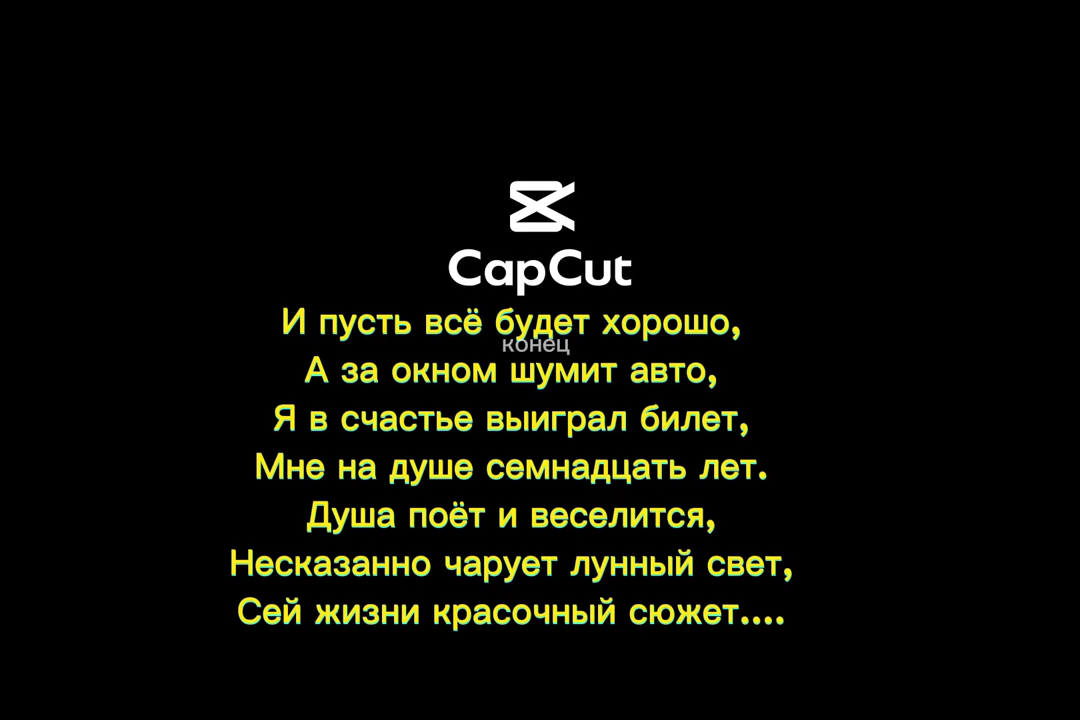 CapCut
И пусть всё будет хорошо,
конец
А за окном шумит авто,
Я в счастье выиграл билет,
Мне на душе семнадцать лет.
Душа поёт и веселится,
Несказанно чарует лунный свет,
Сей жизни красочный сюжет....